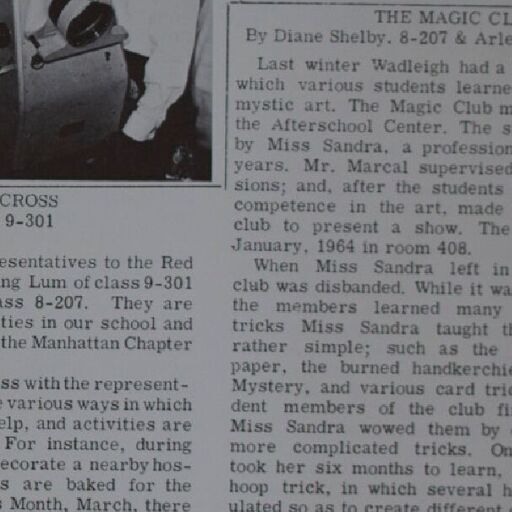 CROSS
9-301
esentatives to the Red
ng Lum of class 9-301
ass 8-207. They are
ties in our school and
the Manhattan Chapter
ss with the represent-
various ways in which
elp, and activities are
For instance, during
ecorate a nearby hos-
s are baked for the
Month, March, there
THE MAGIC CL
By Diane Shelby, 8-207 & Arle
Last winter Wadleigh had a
which various students learne
mystic art. The Magic Club m
the Afterschool Center. The s
by Miss Sandra, a profession
years. Mr. Marcal supervised
sions; and, after the students
competence in the art, made
club to present a show. The
January, 1964 in room 408.
When Miss Sandra left in
club was disbanded. While it wa
the members learned many
tricks Miss Sandra taught th
rather simple; such as the
paper, the burned handkerchie
Mystery, and various card tric
dent members of the club fi
Miss Sandra wowed them by
more complicated tricks. On
took her six months to learn,
hoop trick, in which several h
ulated so as to create different